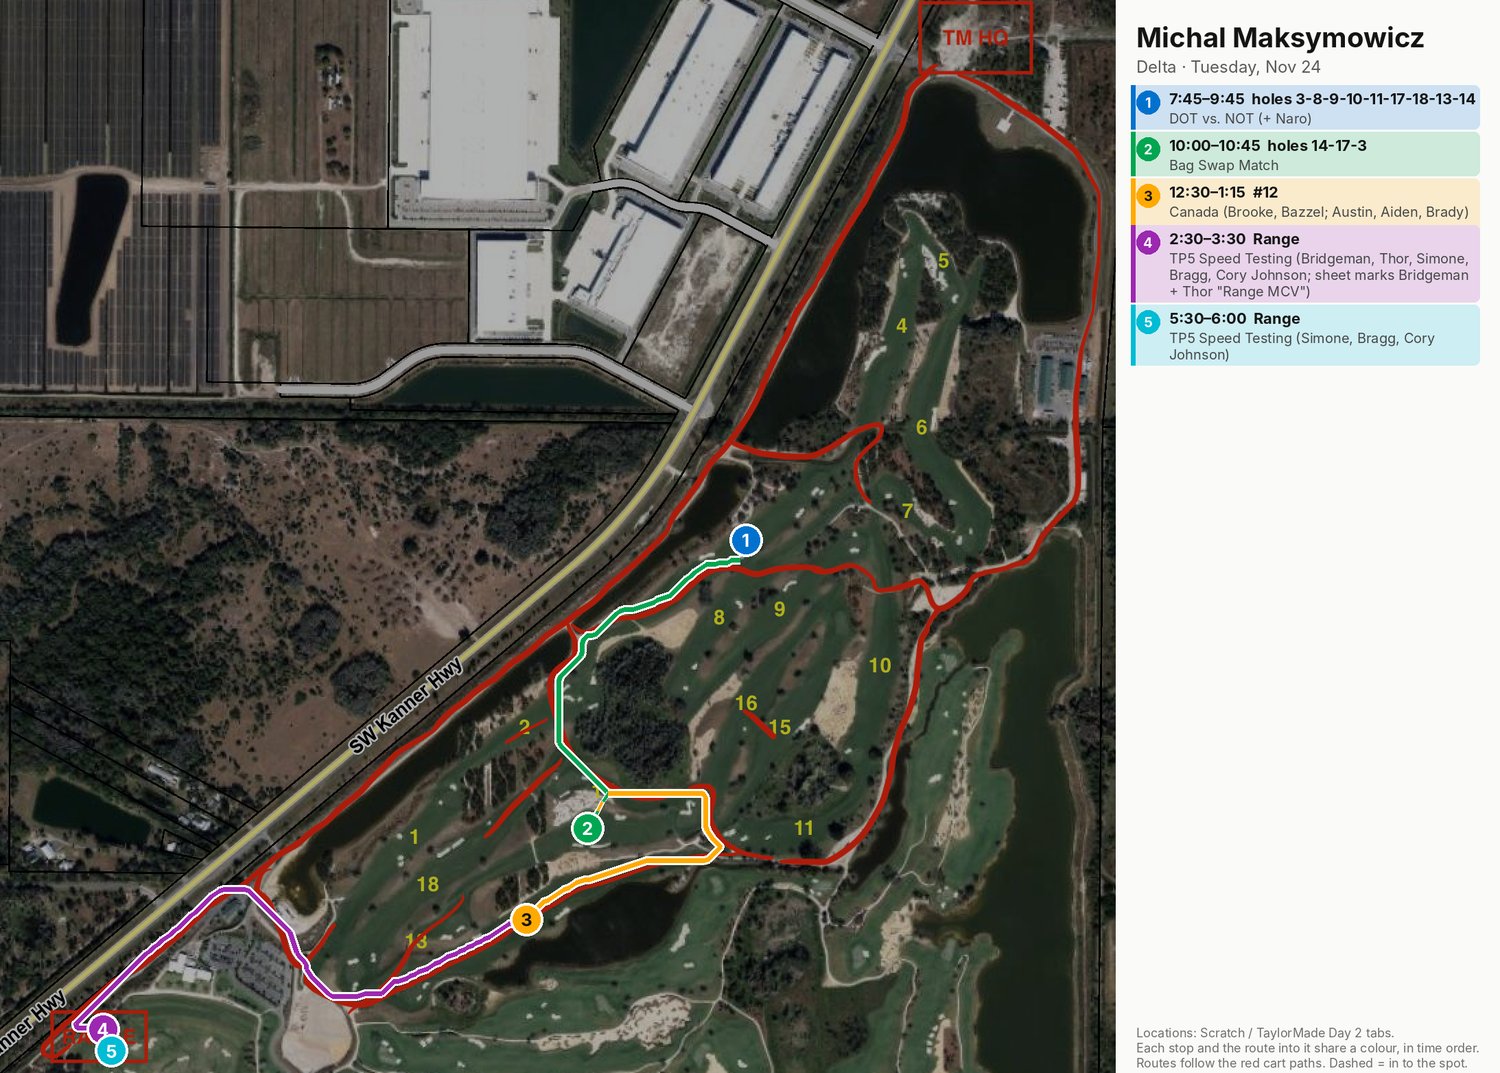 Michal Maksymowicz
Delta · Tuesday, Nov 24
1 7:45–9:45 holes 3-8-9-10-11-17-18-13-14
DOT vs. NOT (+ Naro)
2 10:00–10:45 holes 14-17-3
Bag Swap Match
3 12:30–1:15 #12
Canada (Brooke, Bazzel; Austin, Aiden, Brady)
4 2:30–3:30 Range
TP5 Speed Testing (Bridgeman, Thor, Simone,
Bragg, Cory Johnson; sheet marks Bridgeman
+ Thor "Range MCV")
5 5:30–6:00 Range
TP5 Speed Testing (Simone, Bragg, Cory
Johnson)
Locations: Scratch / TaylorMade Day 2 tabs.
Each stop and the route into it share a colour, in time order.
Routes follow the red cart paths. Dashed = in to the spot.
TM HQ
5
4
6
7
1
8
9
10
SW Kanner Hwy
16
2
15
2
11
1
18
3
13
nner Hwy
4
5